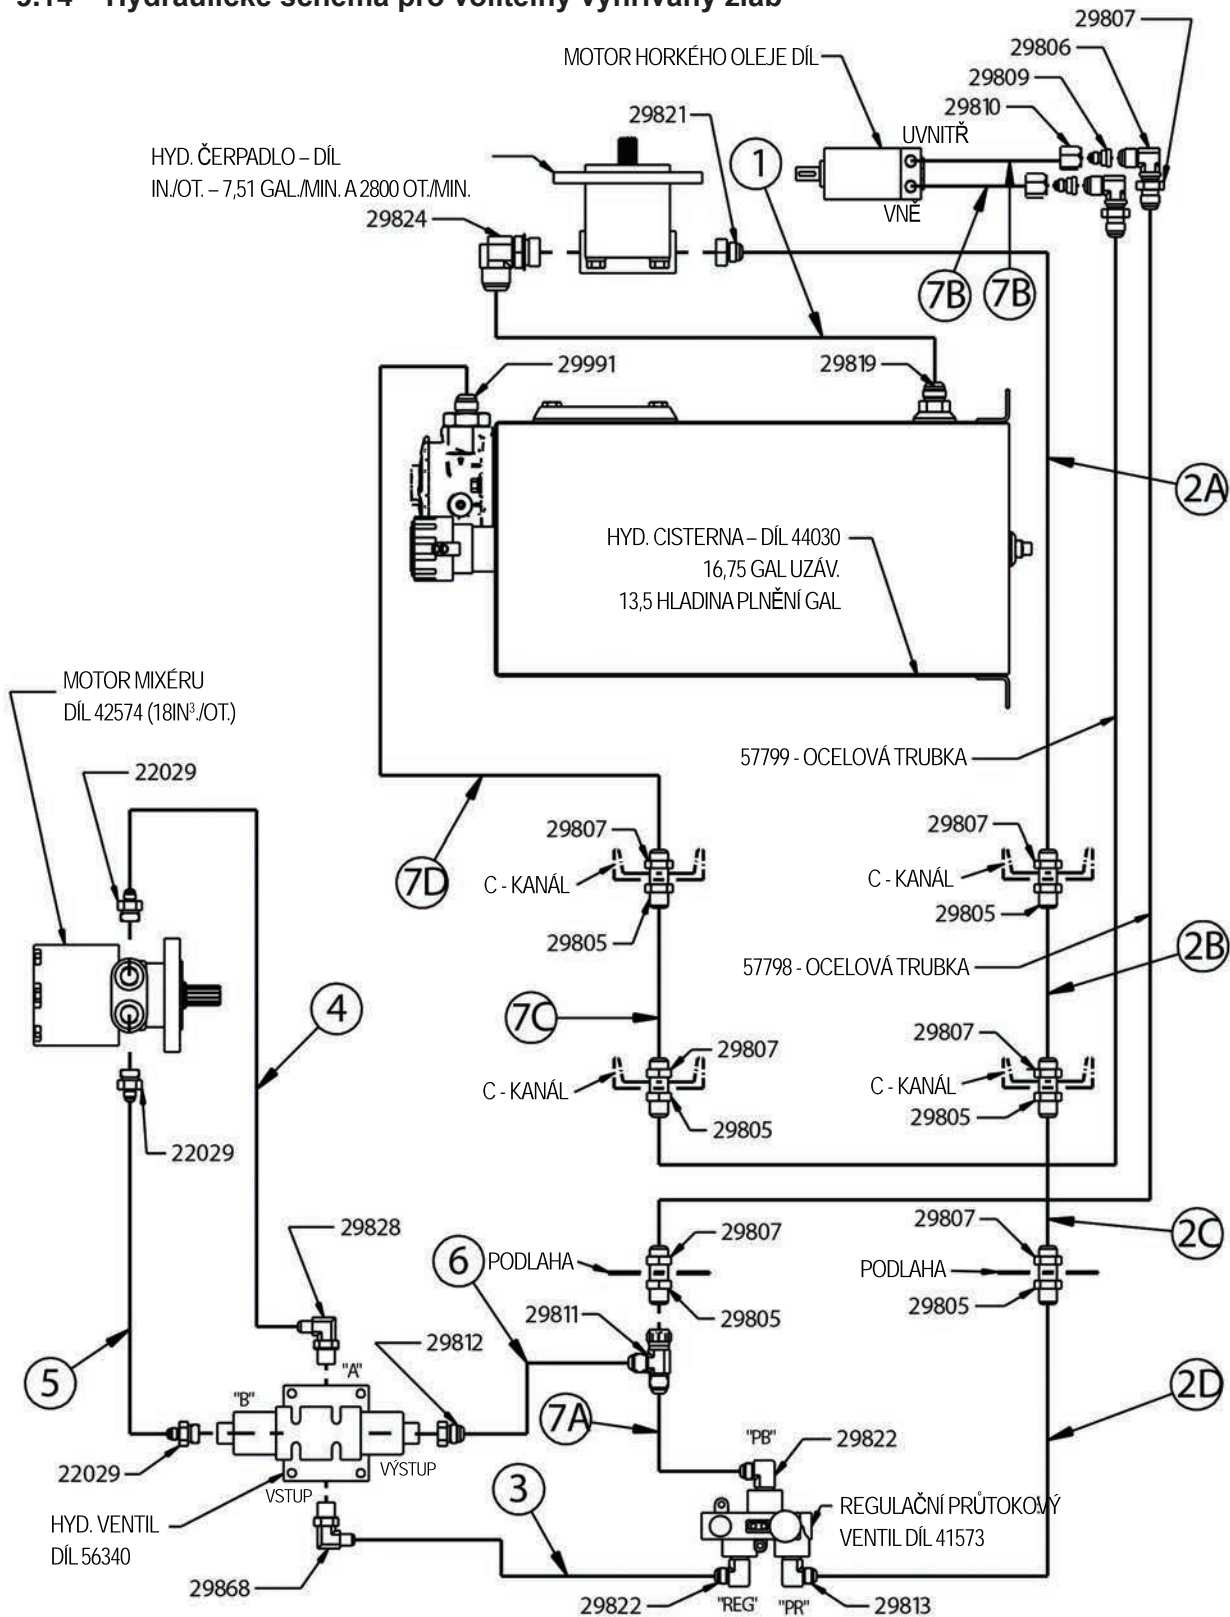 5.14 Hydraulické schéma pro volitelný vyhřívaný žlab
29807
29806
29809
29810
MOTOR HORKÉHO OLEJE DÍL
29821
UVNITŘ
1
HYD. ČERPADLO – DÍL
IN./OT. – 7,51 GAL./MIN. A 2800 OT./MIN.
VNĚ
29824
7B
7B
29991
29819
2A
HYD. CISTERNA – DÍL 44030
16,75 GAL UZÁV.
13,5 HLADINA PLNĚNÍ GAL
MOTOR MIXÉRU
DÍL 42574 (18IN³./OT.)
57799 - OCELOVÁ TRUBKA
22029
29807
29807
7D
C - KANÁL
C - KANÁL
29805
29805
57798 - OCELOVÁ TRUBKA
2B
4
7C
29807
29807
C - KANÁL
C - KANÁL
29805
29805
22029
29828
29807
29807
2C
6
PODLAHA
PODLAHA
29811
29805
29805
29812
5
"A"
"B"
2D
7A
"PB"
29822
22029
VÝSTUP
VSTUP
3
REGULAČNÍ PRŮTOKOVÝ
VENTIL DÍL 41573
HYD. VENTIL
DÍL 56340
29868
29822
"REG"
"PR"
29813